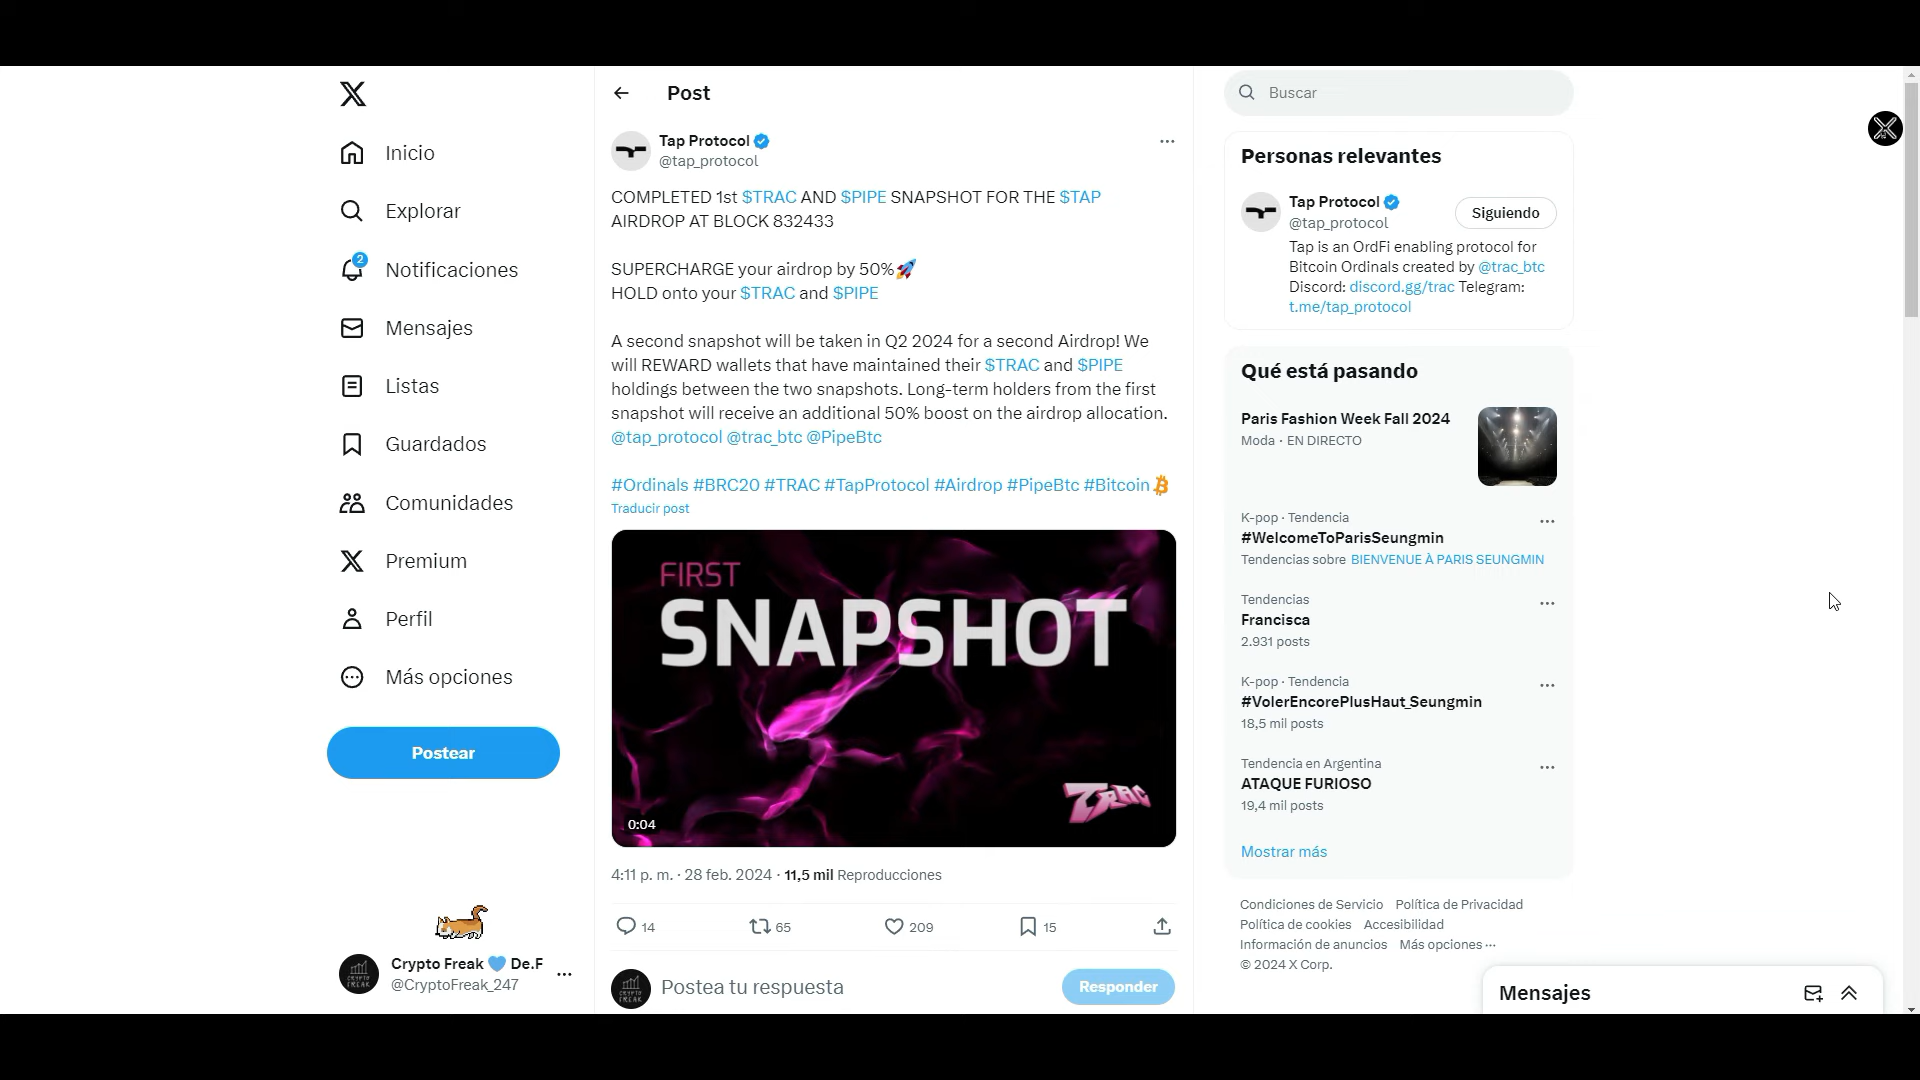 Inicio
Explorar
2
Notificaciones
Mensajes
Listas
Guardados
Comunidades
Premium
Perfil
Más opciones
Postear
Crypto Freak 💙 De.F
@CryptoFreak_247
Post
Tap Protocol
@tap_protocol
COMPLETED 1st $TRAC AND $PIPE SNAPSHOT FOR THE $TAP
AIRDROP AT BLOCK 832433
SUPERCHARGE your airdrop by 50%🚀
HOLD onto your $TRAC and $PIPE
A second snapshot will be taken in Q2 2024 for a second Airdrop! We
will REWARD wallets that have maintained their $TRAC and $PIPE
holdings between the two snapshots. Long-term holders from the first
snapshot will receive an additional 50% boost on the airdrop allocation.
@tap_protocol @trac_btc @PipeBtc
#Ordinals #BRC20 #TRAC #TapProtocol #Airdrop #PipeBtc #Bitcoin
Traducir post
FIRST
SNAPSHOT
TRAC
0:04
4:11 p. m. · 28 feb. 2024 · 11,5 mil Reproducciones
14 65 209 15
Postea tu respuesta
Responder
Buscar
Personas relevantes
Tap Protocol
@tap_protocol
Siguiendo
Tap is an OrdFi enabling protocol for
Bitcoin Ordinals created by @trac_btc
Discord: discord.gg/trac Telegram:
t.me/tap_protocol
Qué está pasando
Paris Fashion Week Fall 2024
Moda · EN DIRECTO
K-pop · Tendencia
#WelcomeToParisSeungmin
Tendencias sobre BIENVENUE À PARIS SEUNGMIN
Tendencias
Francisca
2.931 posts
K-pop · Tendencia
#VolerEncorePlusHaut_Seungmin
18,5 mil posts
Tendencia en Argentina
ATAQUE FURIOSO
19,4 mil posts
Mostrar más
Condiciones de Servicio Política de Privacidad
Política de cookies Accesibilidad
Información de anuncios Más opciones ···
© 2024 X Corp.
Mensajes